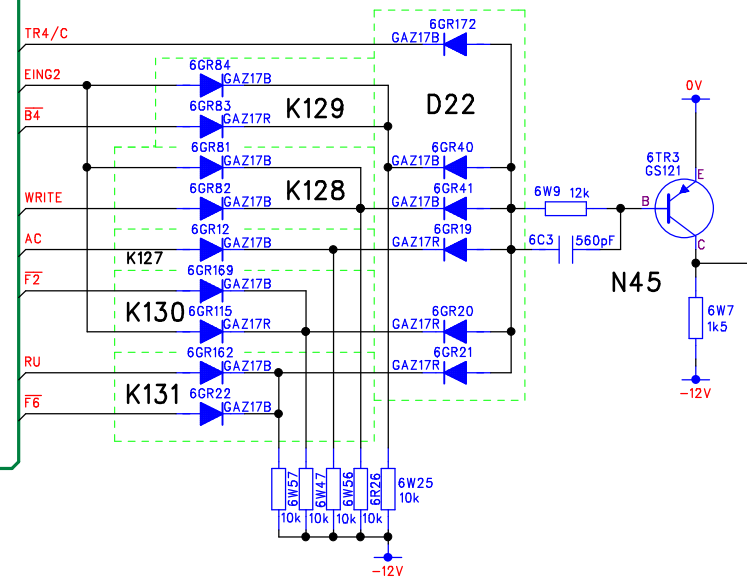 TR4/C
6GR172
GAZ17B
EING2
6GR84
GAZ17B
B4
6GR83
GAZ17R
K129
D22
0V
6GR81
GAZ17B
6GR40
GAZ17B
6TR3
GS121
E
WRITE
6GR82
GAZ17B
K128
6GR41
GAZ17B
6W9 12k
B
AC
6GR12
GAZ17B
6GR19
GAZ17R
6C3 560pF
C
K127
F2
6GR169
GAZ17B
N45
K130
6GR115
GAZ17R
6GR20
GAZ17R
6W7
1k5
RU
6GR162
GAZ17B
6GR21
GAZ17R
K131
F6
6GR22
GAZ17B
-12V
6W57
10k
6W47
10k
6W56
10k
6R26
10k
6W25
10k
-12V